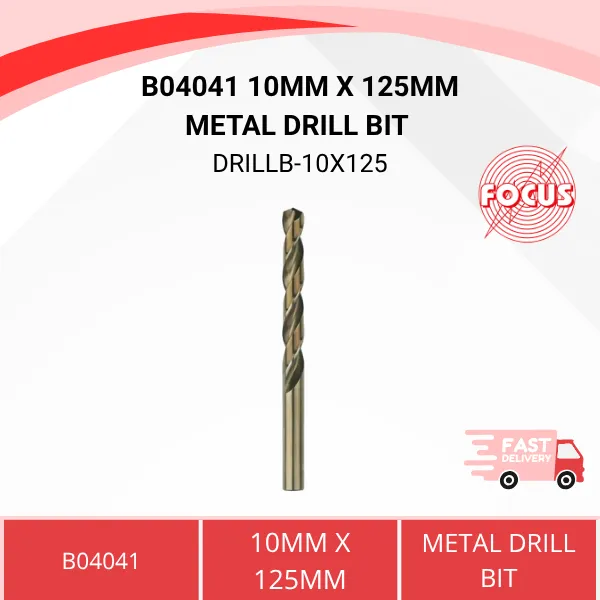 B04041 10MM X 125MM
METAL DRILL BIT
DRILLB-10X125
FOCUS
FAST
DELIVERY
B04041
10MM X
125MM
METAL DRILL
BIT